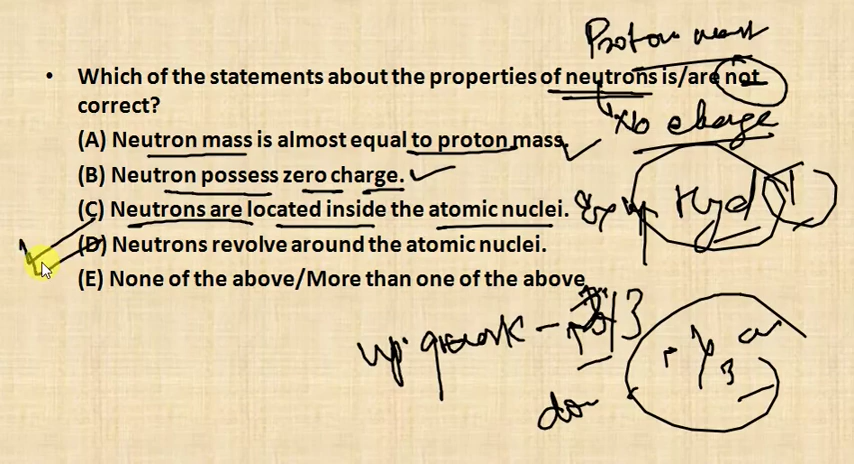 Proton mass
• Which of the statements about the properties of neutrons is/are not
correct?
No charge
(A) Neutron mass is almost equal to proton mass.
(B) Neutron possess zero charge.
(C) Neutrons are located inside the atomic nuclei.
(D) Neutrons revolve around the atomic nuclei.
(E) None of the above/More than one of the above
up quark